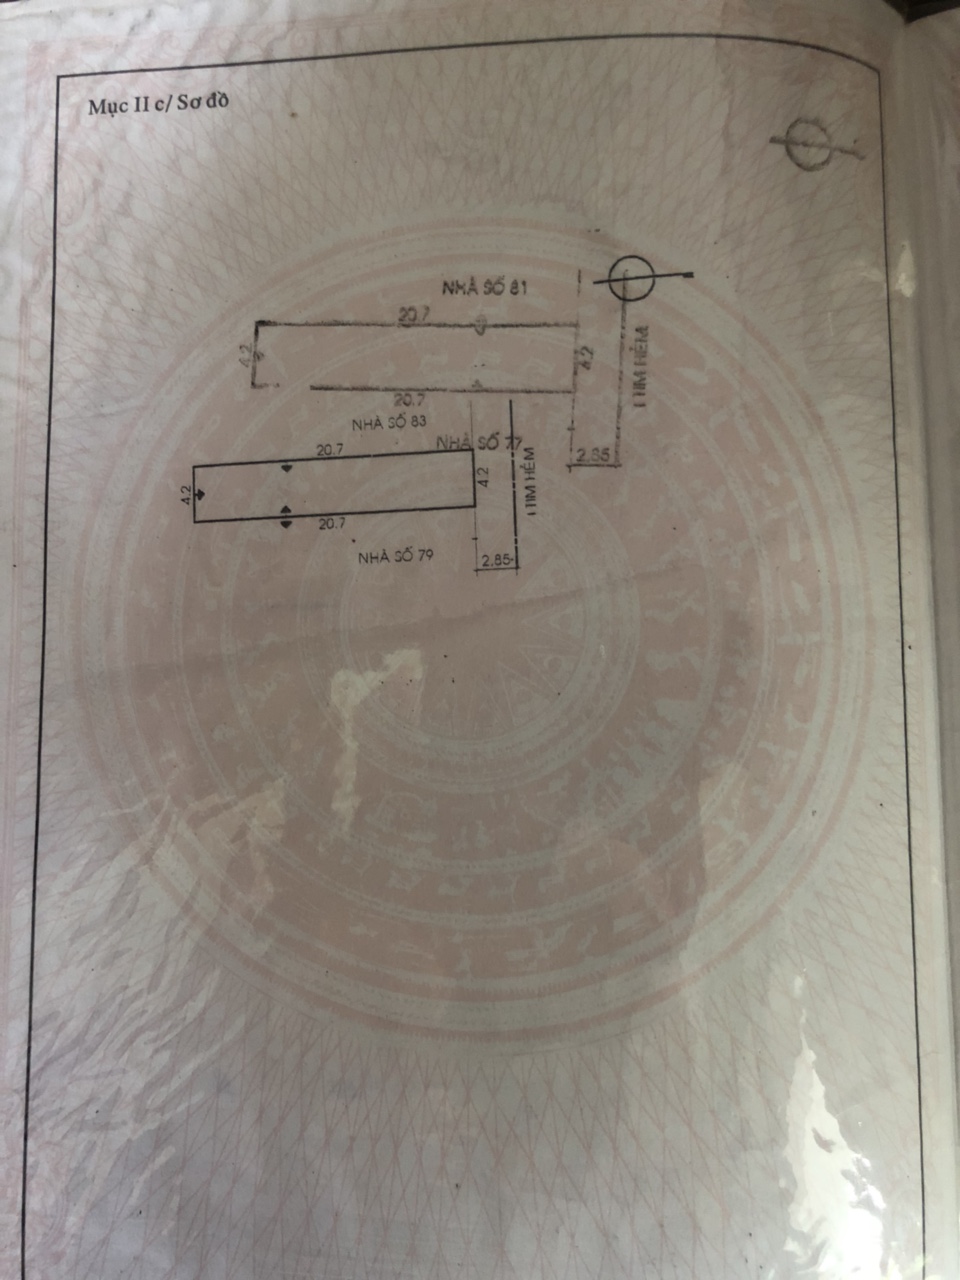 Mục II c/ Sơ đồ
NHÀ SỐ 81
20.7
4.2
4.2
TIM HẺM
20.7
NHÀ SỐ 83
NHÀ SỐ 77
2.85
20.7
4.2
4.2
TIM HẺM
20.7
NHÀ SỐ 79
2.85